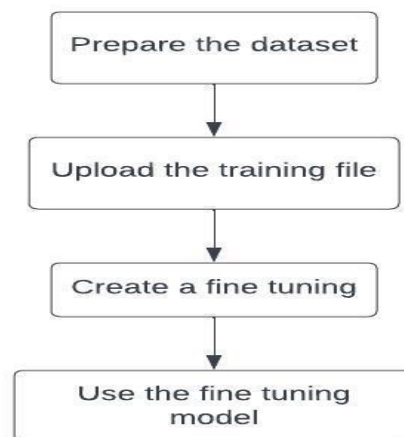 Prepare the dataset
Upload the training file
Create a fine tuning
Use the fine tuning
model